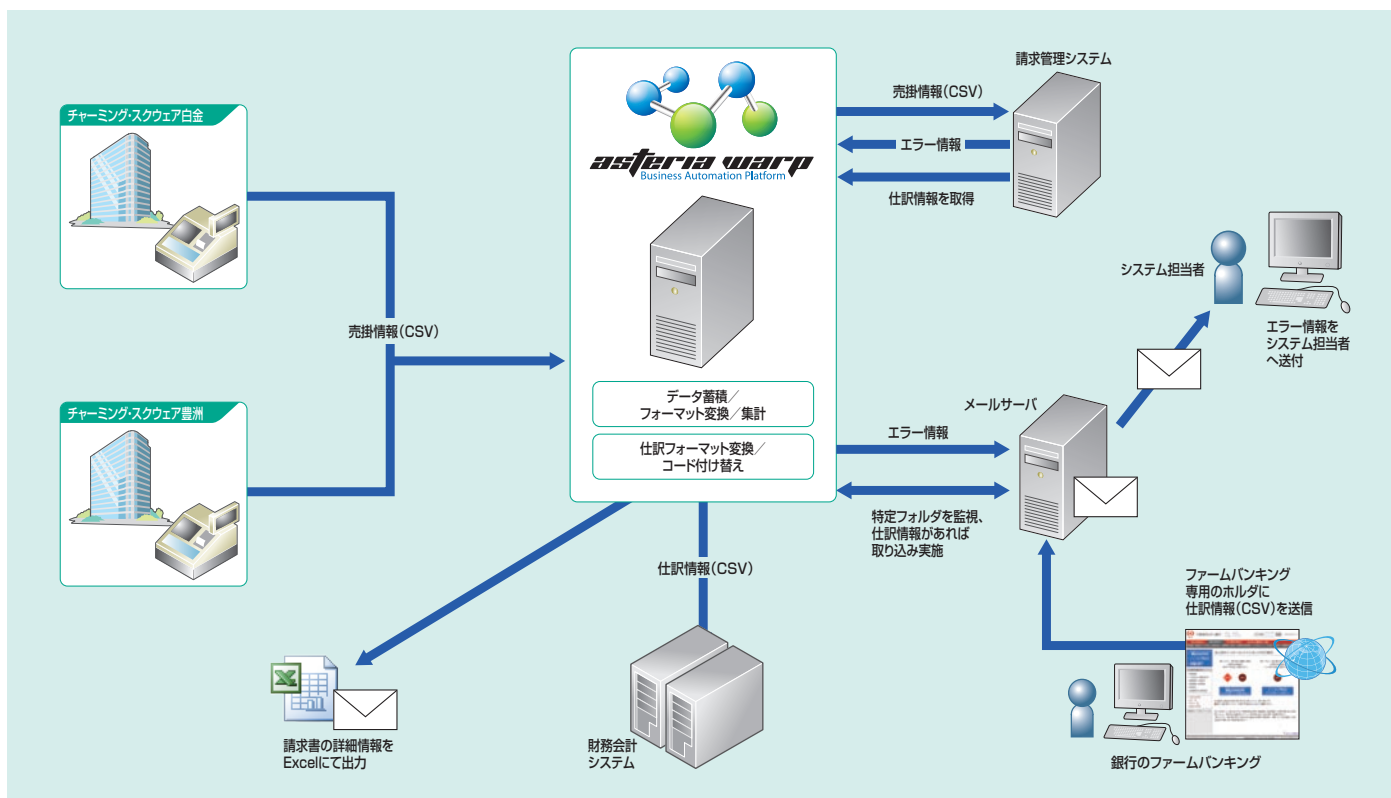 チャーミング・スクウェア白金
チャーミング・スクウェア豊洲
売掛情報(CSV)
asteria warp
Business Automation Platform
データ蓄積／
フォーマット変換／集計
仕訳フォーマット変換／
コード付け替え
売掛情報(CSV)
エラー情報
仕訳情報を取得
請求管理システム
システム担当者
エラー情報を
システム担当者
へ送付
メールサーバ
エラー情報
特定フォルダを監視、
仕訳情報があれば
取り込み実施
仕訳情報(CSV)
ファームバンキング
専用のホルダに
仕訳情報(CSV)を送信
請求書の詳細情報を
Excelにて出力
財務会計
システム
銀行のファームバンキング